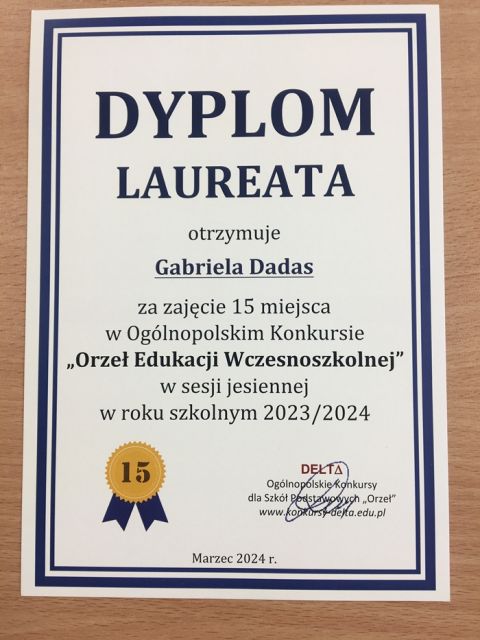 DYPLOM
LAUREATA
otrzymuje
Gabriela Dadas
za zajęcie 15 miejsca
w Ogólnopolskim Konkursie
„Orzeł Edukacji Wczesnoszkolnej”
w sesji jesiennej
w roku szkolnym 2023/2024
15
DELTA
Ogólnopolskie Konkursy
dla Szkół Podstawowych „Orzeł”
www.konkursy-delta.edu.pl
Marzec 2024 r.